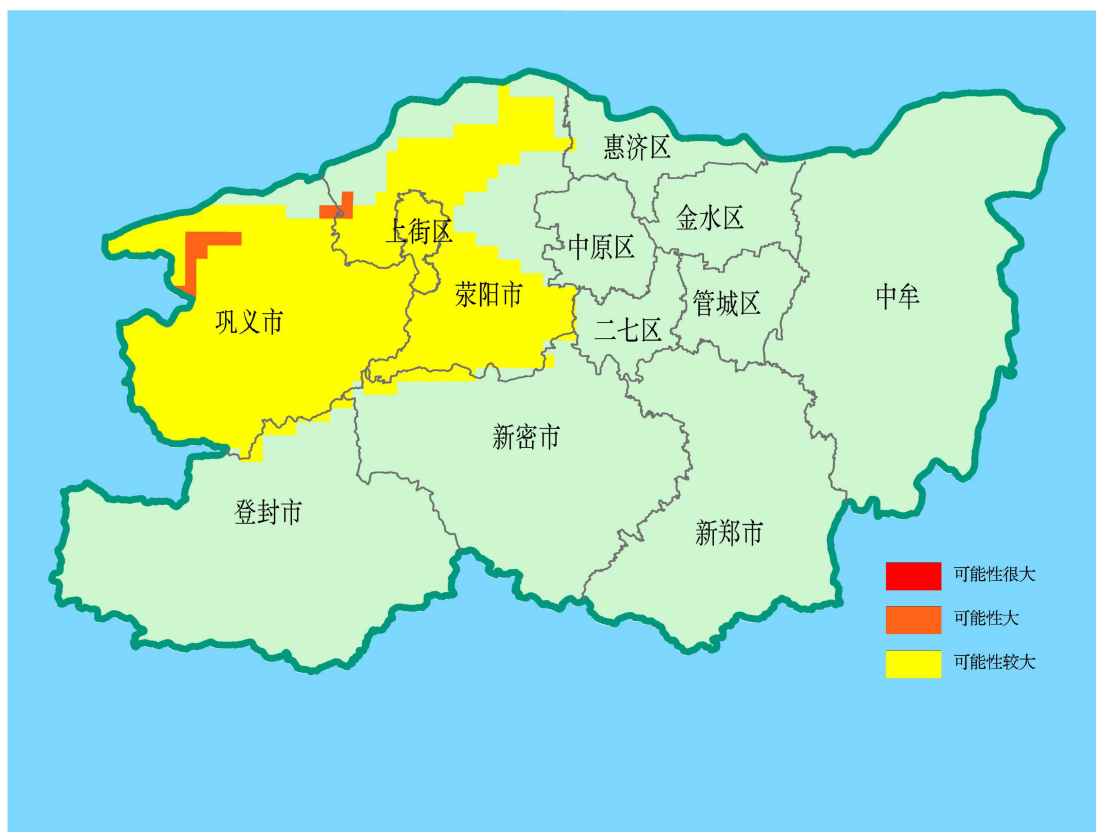 惠济区
金水区
上街区
中原区
荥阳市
中牟
管城区
巩义市
二七区
新密市
登封市
新郑市
可能性很大
可能性大
可能性较大